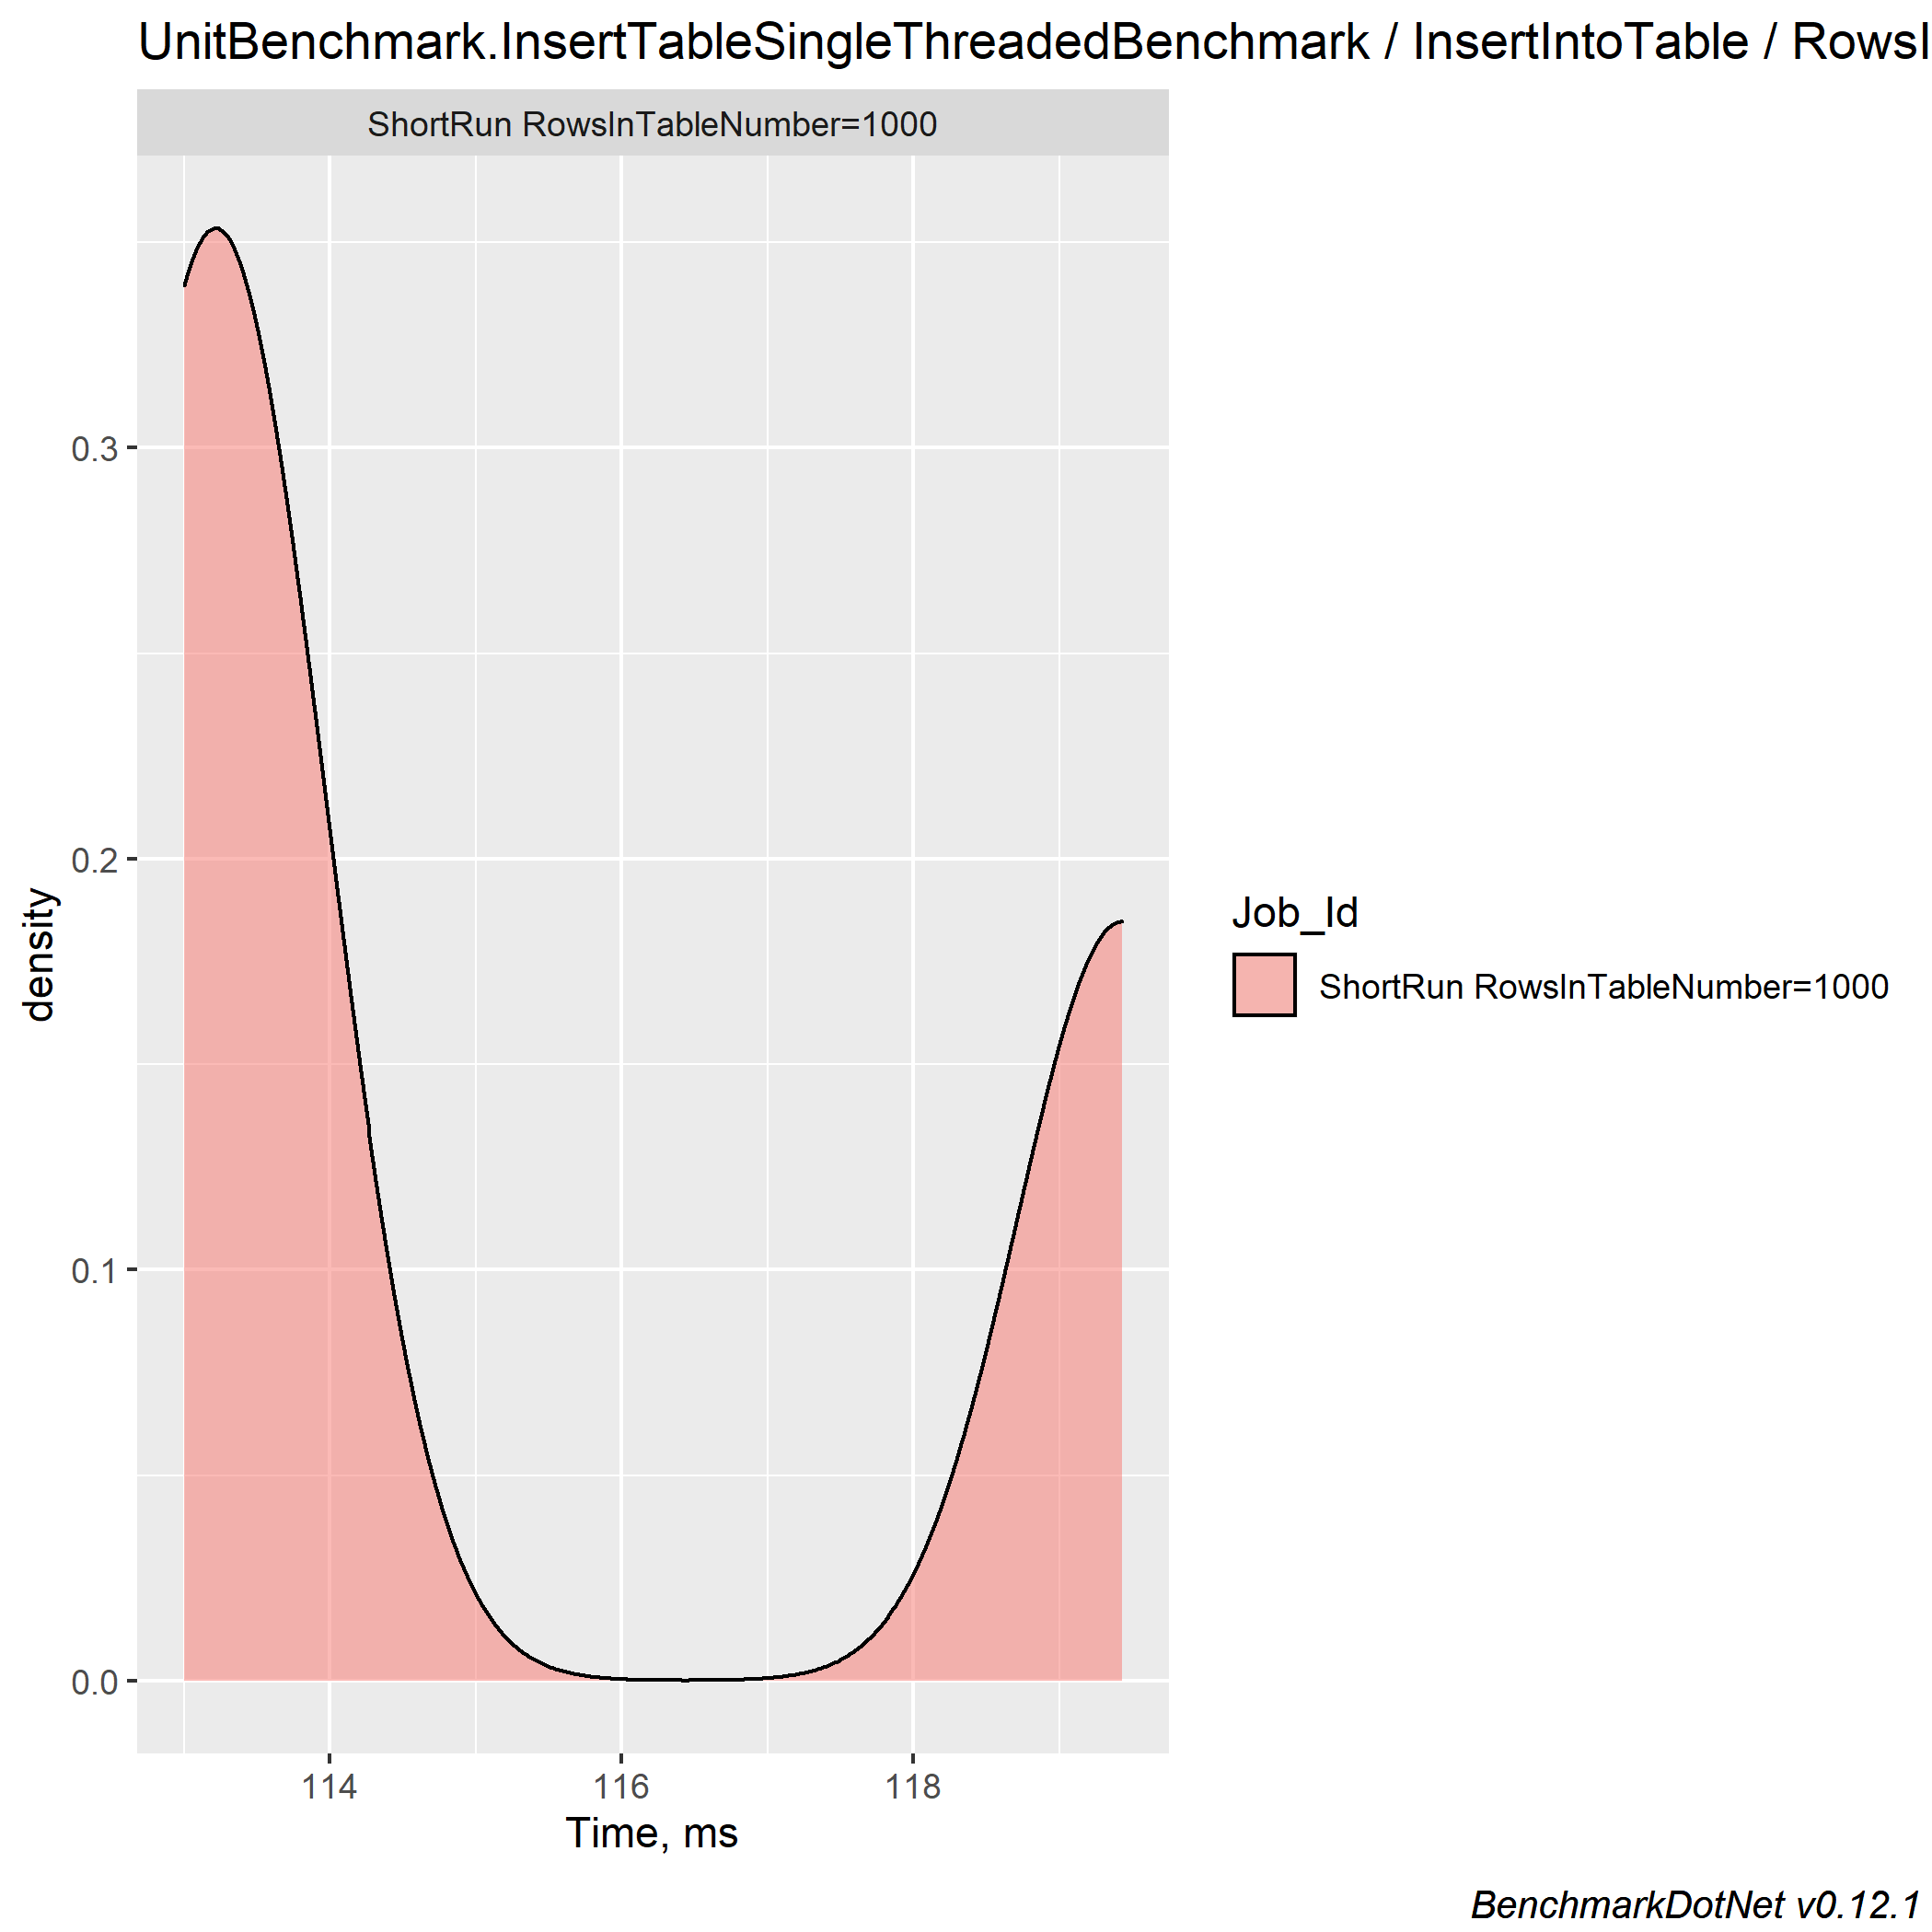 UnitBenchmark.InsertTableSingleThreadedBenchmark / InsertIntoTable / RowsI
ShortRun RowsInTableNumber=1000
0.3
0.2
0.1
0.0
density
114 116 118
Time, ms
Job_Id
ShortRun RowsInTableNumber=1000
BenchmarkDotNet v0.12.1